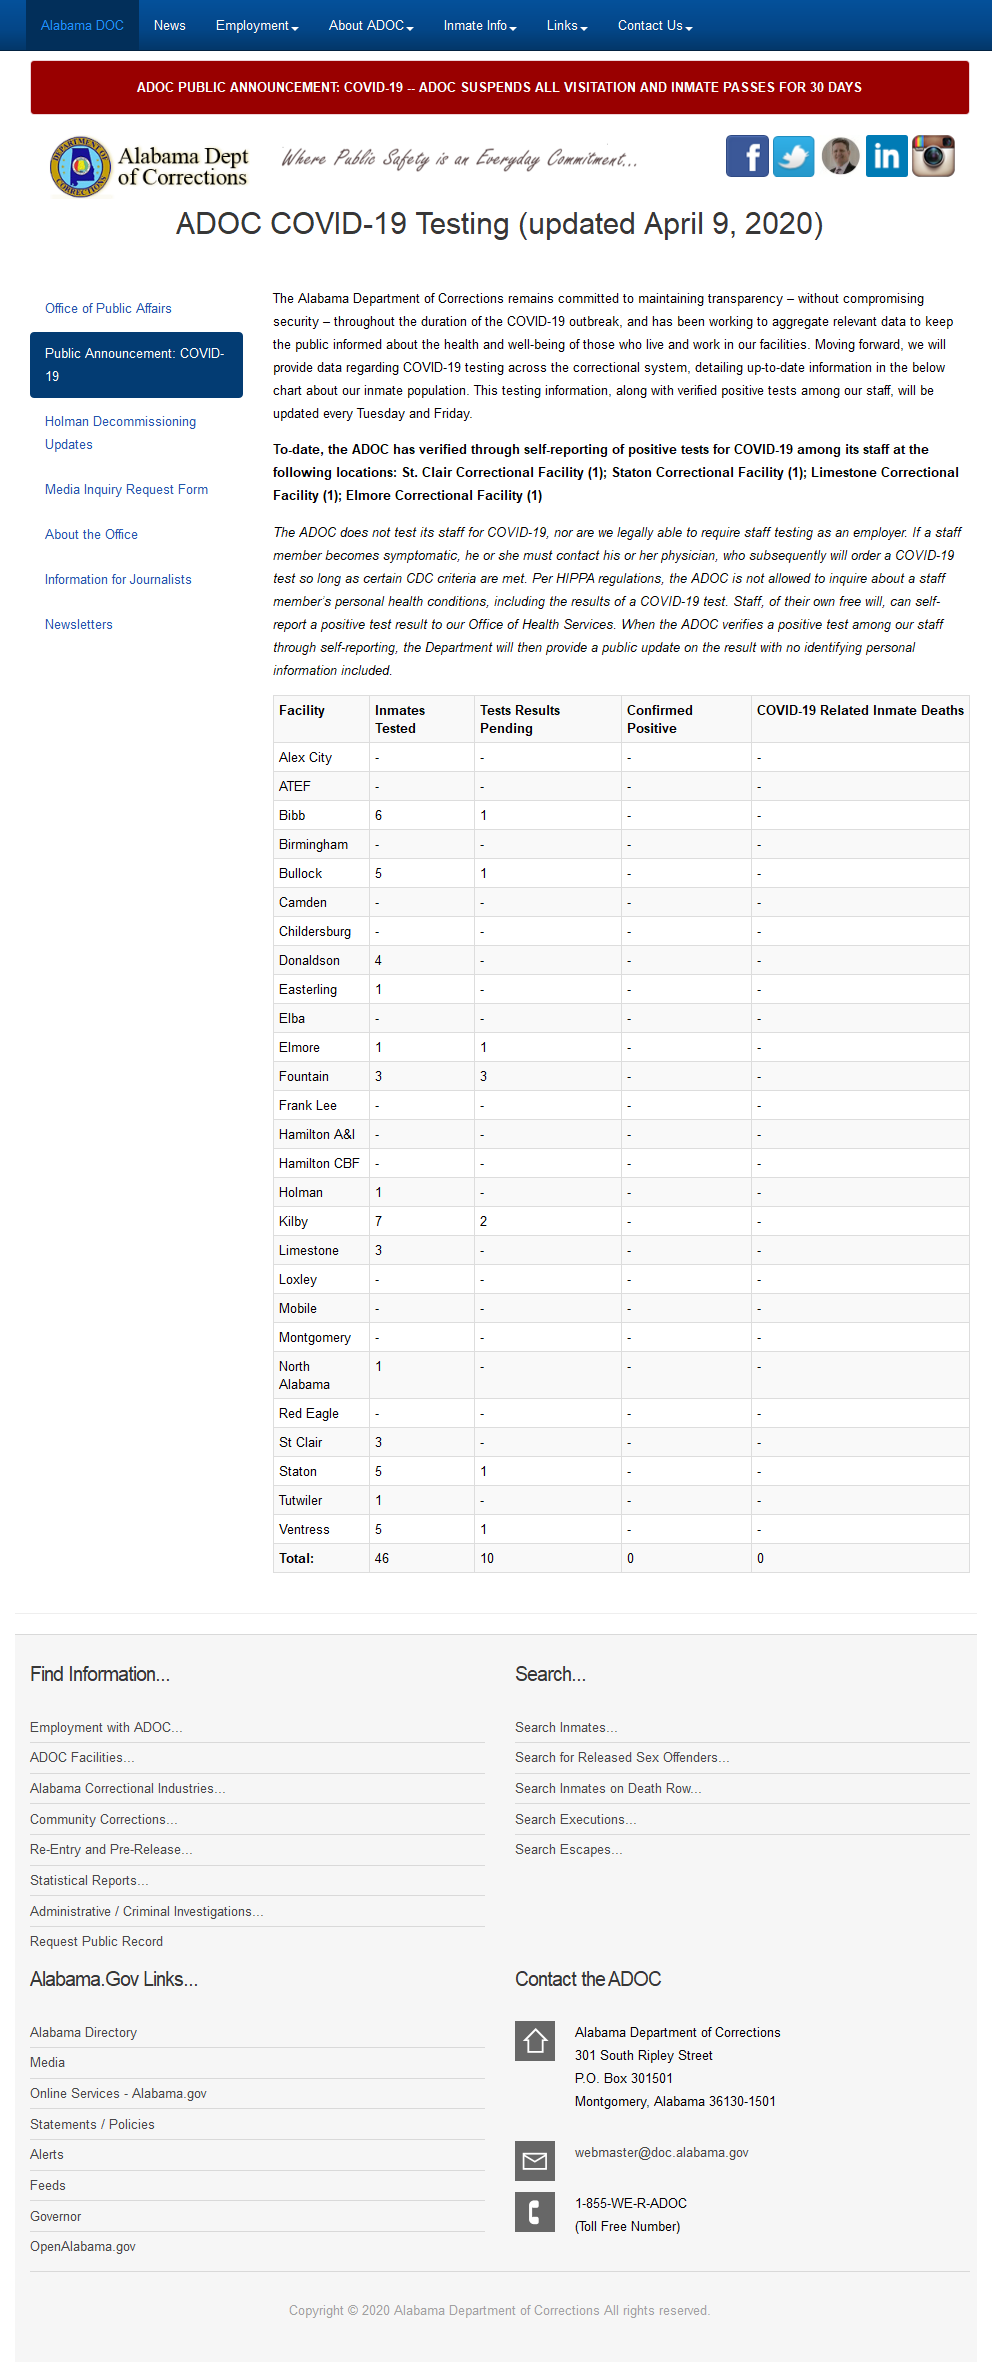 Alabama DOC News Employment About ADOC Inmate Info Links Contact Us
ADOC PUBLIC ANNOUNCEMENT: COVID-19 -- ADOC SUSPENDS ALL VISITATION AND INMATE PASSES FOR 30 DAYS
Alabama Dept
of Corrections
Where Public Safety is an Everyday Commitment...
ADOC COVID-19 Testing (updated April 9, 2020)
Office of Public Affairs
Public Announcement: COVID-
19
Holman Decommissioning
Updates
Media Inquiry Request Form
About the Office
Information for Journalists
Newsletters
The Alabama Department of Corrections remains committed to maintaining transparency – without compromising
security – throughout the duration of the COVID-19 outbreak, and has been working to aggregate relevant data to keep
the public informed about the health and well-being of those who live and work in our facilities. Moving forward, we will
provide data regarding COVID-19 testing across the correctional system, detailing up-to-date information in the below
chart about our inmate population. This testing information, along with verified positive tests among our staff, will be
updated every Tuesday and Friday.
To-date, the ADOC has verified through self-reporting of positive tests for COVID-19 among its staff at the
following locations: St. Clair Correctional Facility (1); Staton Correctional Facility (1); Limestone Correctional
Facility (1); Elmore Correctional Facility (1)
The ADOC does not test its staff for COVID-19, nor are we legally able to require staff testing as an employer. If a staff
member becomes symptomatic, he or she must contact his or her physician, who subsequently will order a COVID-19
test so long as certain CDC criteria are met. Per HIPPA regulations, the ADOC is not allowed to inquire about a staff
member's personal health conditions, including the results of a COVID-19 test. Staff, of their own free will, can self-
report a positive test result to our Office of Health Services. When the ADOC verifies a positive test among our staff
through self-reporting, the Department will then provide a public update on the result with no identifying personal
information included.
Facility Inmates Tested Tests Results Pending Confirmed Positive COVID-19 Related Inmate Deaths
Alex City - - - -
ATEF - - - -
Bibb 6 1 - -
Birmingham - - - -
Bullock 5 1 - -
Camden - - - -
Childersburg - - - -
Donaldson 4 - - -
Easterling 1 - - -
Elba - - - -
Elmore 1 1 - -
Fountain 3 3 - -
Frank Lee - - - -
Hamilton A&I - - - -
Hamilton CBF - - - -
Holman 1 - - -
Kilby 7 2 - -
Limestone 3 - - -
Loxley - - - -
Mobile - - - -
Montgomery - - - -
North Alabama 1 - - -
Red Eagle - - - -
St Clair 3 - - -
Staton 5 1 - -
Tutwiler 1 - - -
Ventress 5 1 - -
Total: 46 10 0 0
Find Information...
Employment with ADOC...
ADOC Facilities...
Alabama Correctional Industries...
Community Corrections...
Re-Entry and Pre-Release...
Statistical Reports...
Administrative / Criminal Investigations...
Request Public Record
Search...
Search Inmates...
Search for Released Sex Offenders...
Search Inmates on Death Row...
Search Executions...
Search Escapes...
Alabama.Gov Links...
Alabama Directory
Media
Online Services - Alabama.gov
Statements / Policies
Alerts
Feeds
Governor
OpenAlabama.gov
Contact the ADOC
Alabama Department of Corrections
301 South Ripley Street
P.O. Box 301501
Montgomery, Alabama 36130-1501
webmaster@doc.alabama.gov
1-855-WE-R-ADOC
(Toll Free Number)
Copyright © 2020 Alabama Department of Corrections All rights reserved.